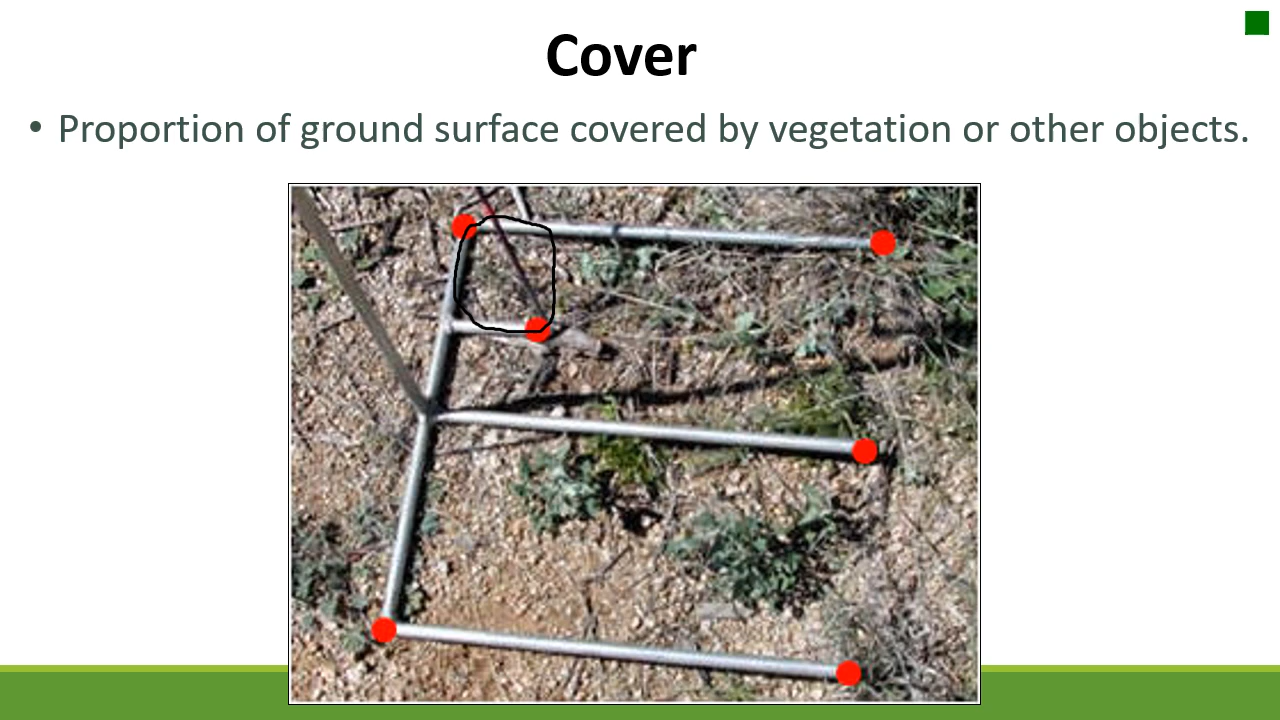 Cover
• Proportion of ground surface covered by vegetation or other objects.